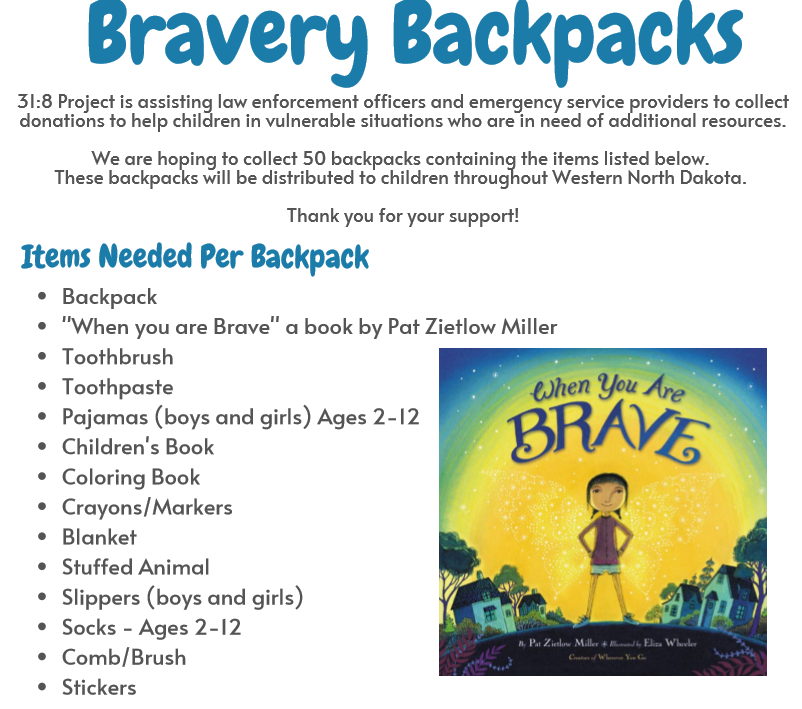 Bravery Backpacks
31:8 Project is assisting law enforcement officers and emergency service providers to collect
donations to help children in vulnerable situations who are in need of additional resources.
We are hoping to collect 50 backpacks containing the items listed below.
These backpacks will be distributed to children throughout Western North Dakota.
Thank you for your support!
Items Needed Per Backpack
• Backpack
• "When you are Brave" a book by Pat Zietlow Miller
• Toothbrush
• Toothpaste
• Pajamas (boys and girls) Ages 2-12
• Children's Book
• Coloring Book
• Crayons/Markers
• Blanket
• Stuffed Animal
• Slippers (boys and girls)
• Socks - Ages 2-12
• Comb/Brush
• Stickers
When You Are
BRAVE
By Pat Zietlow Miller * Illustrated by Eliza Wheeler
Creators of Wherever You Go